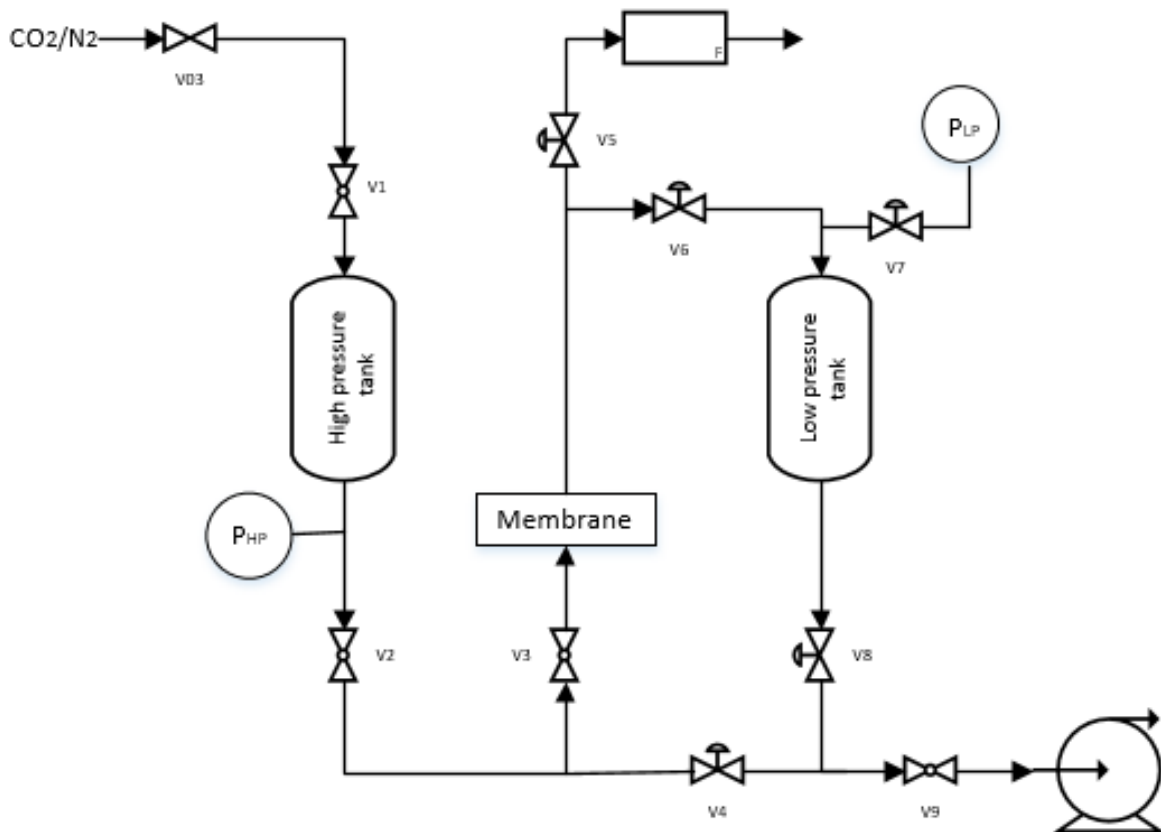 CO2/N2
V03
F
V5
PLP
V1
V6
V7
High pressure
tank
Low pressure
tank
Membrane
PHP
V2
V3
V8
V4
V9